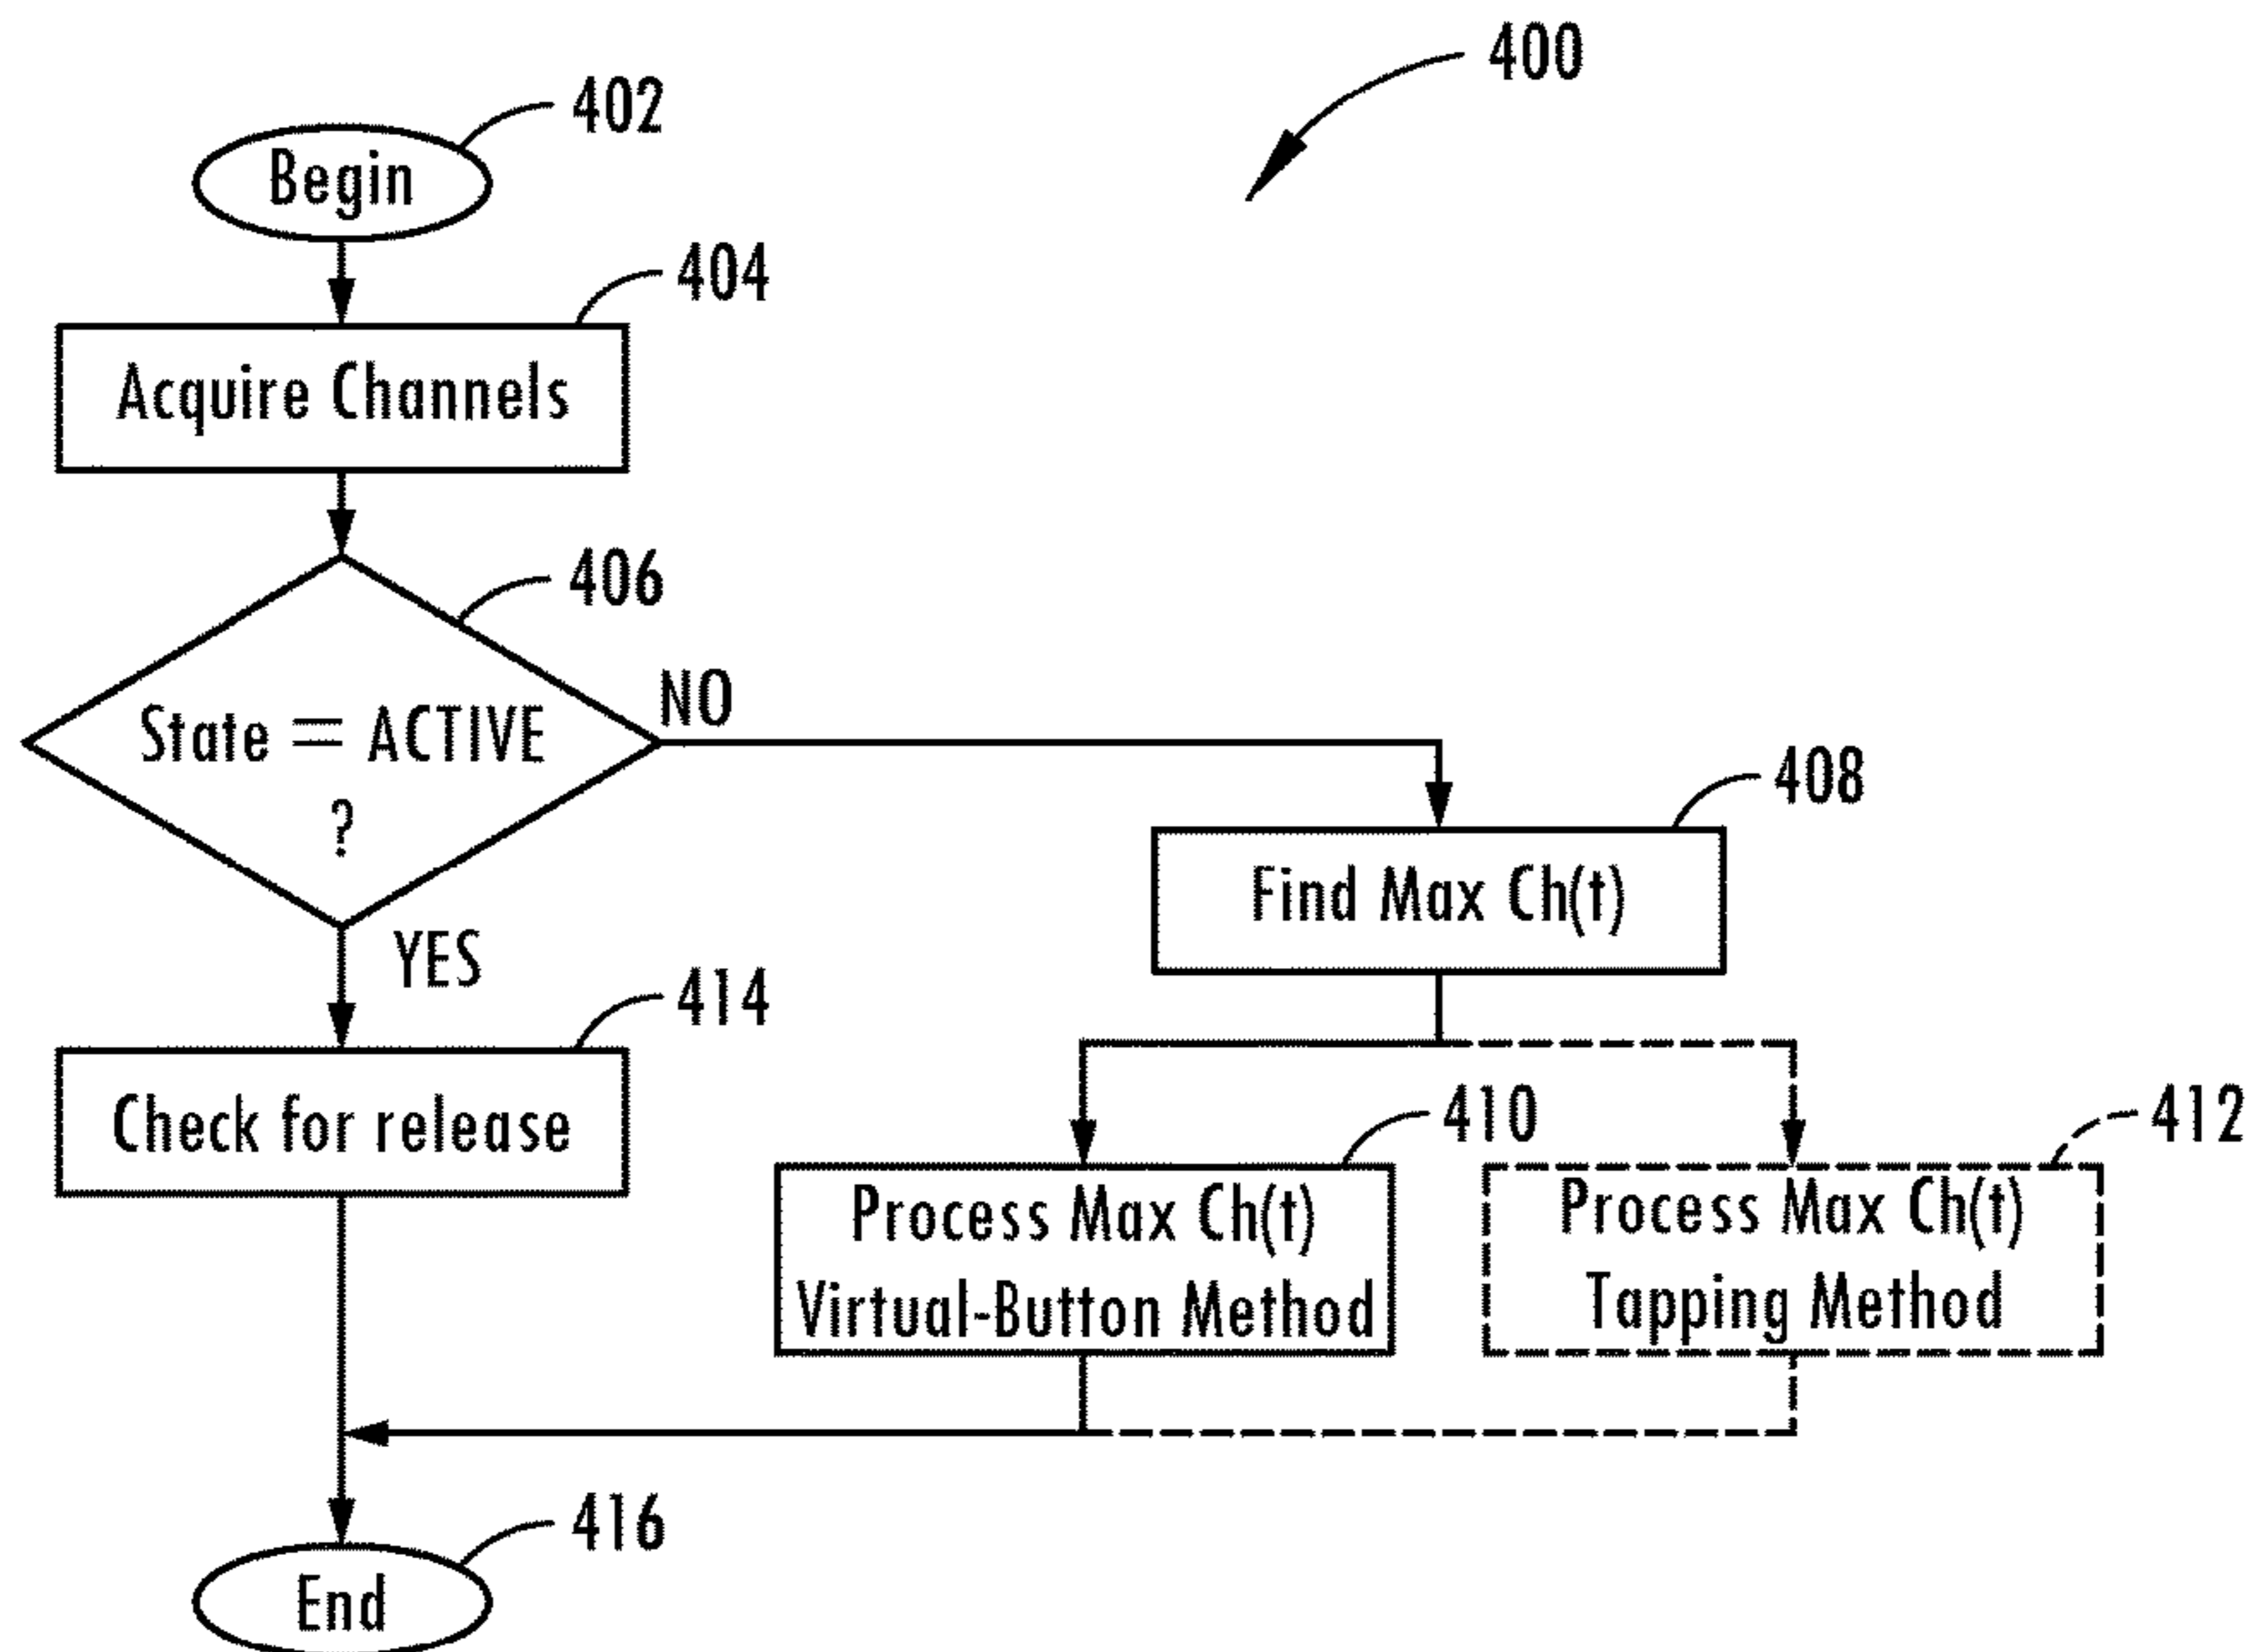 400
402
Begin
404
Acquire Channels
406
State = ACTIVE
?
NO
YES
408
Find Max Ch(t)
414
Check for release
410
Process Max Ch(t)
Virtual-Button Method
412
Process Max Ch(t)
Tapping Method
416
End